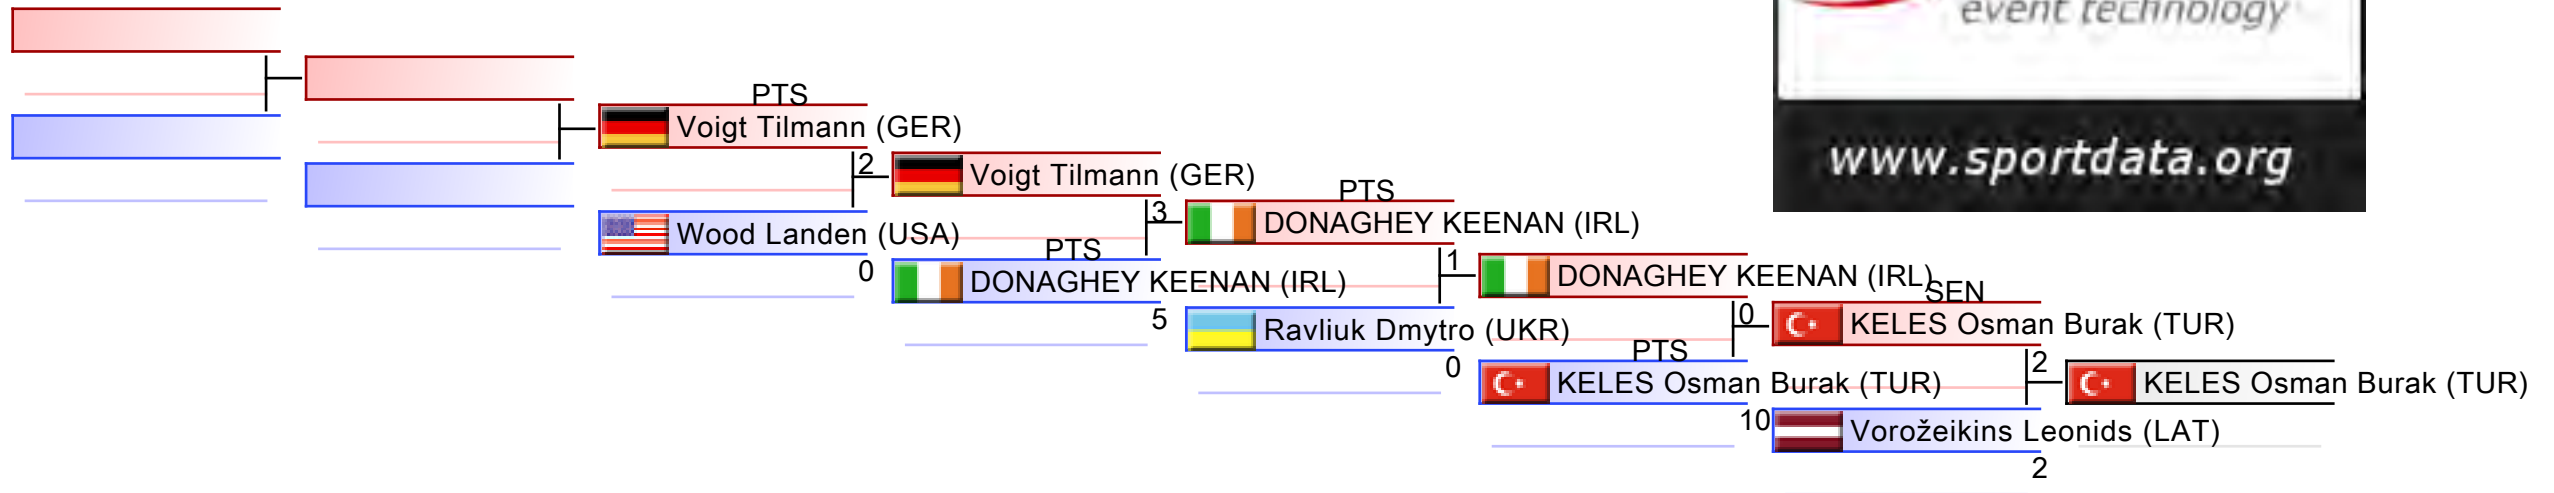 event technology
www.sportdata.org
PTS
Voigt Tilmann (GER)
2
Wood Landen (USA)
0
Voigt Tilmann (GER)
3
PTS
DONAGHEY KEENAN (IRL)
5
PTS
DONAGHEY KEENAN (IRL)
1
Ravliuk Dmytro (UKR)
0
DONAGHEY KEENAN (IRL)
0
PTS
KELES Osman Burak (TUR)
10
SEN
KELES Osman Burak (TUR)
2
Vorožeikins Leonids (LAT)
2
KELES Osman Burak (TUR)